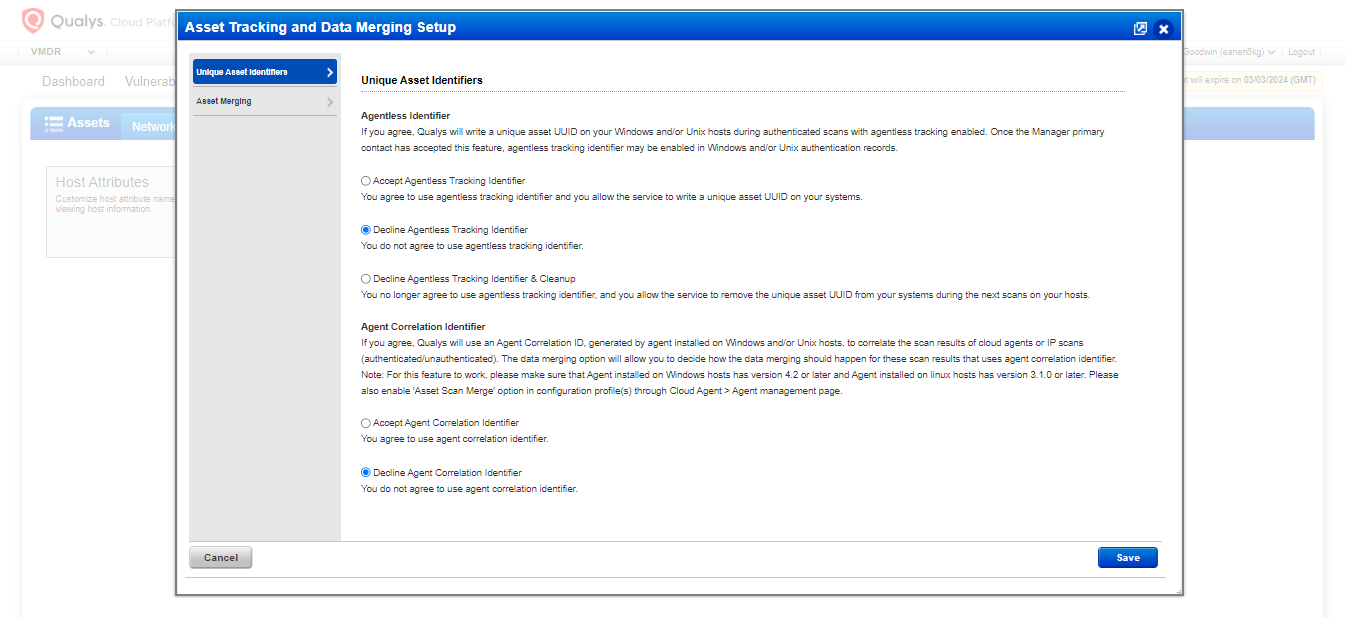 Qualys. Cloud Platfo
Asset Tracking and Data Merging Setup
VMDR
Goodwin (eanen6kg)
Logout
Dashboard
Vulnerab
t will expire on 03/03/2024 (GMT)
Assets
Network
Host Attributes
Customize host attribute name
viewing host information.
Unique Asset Identifiers
Asset Merging
Unique Asset Identifiers
Agentless Identifier
If you agree, Qualys will write a unique asset UUID on your Windows and/or Unix hosts during authenticated scans with agentless tracking enabled. Once the Manager primary
contact has accepted this feature, agentless tracking identifier may be enabled in Windows and/or Unix authentication records.
Accept Agentless Tracking Identifier
You agree to use agentless tracking identifier and you allow the service to write a unique asset UUID on your systems.
Decline Agentless Tracking Identifier
You do not agree to use agentless tracking identifier.
Decline Agentless Tracking Identifier & Cleanup
You no longer agree to use agentless tracking identifier, and you allow the service to remove the unique asset UUID from your systems during the next scans on your hosts.
Agent Correlation Identifier
If you agree, Qualys will use an Agent Correlation ID, generated by agent installed on Windows and/or Unix hosts, to correlate the scan results of cloud agents or IP scans
(authenticated/unauthenticated). The data merging option will allow you to decide how the data merging should happen for these scan results that uses agent correlation identifier.
Note: For this feature to work, please make sure that Agent installed on Windows hosts has version 4.2 or later and Agent installed on linux hosts has version 3.1.0 or later. Please
also enable 'Asset Scan Merge' option in configuration profile(s) through Cloud Agent > Agent management page.
Accept Agent Correlation Identifier
You agree to use agent correlation identifier.
Decline Agent Correlation Identifier
You do not agree to use agent correlation identifier.
Cancel
Save